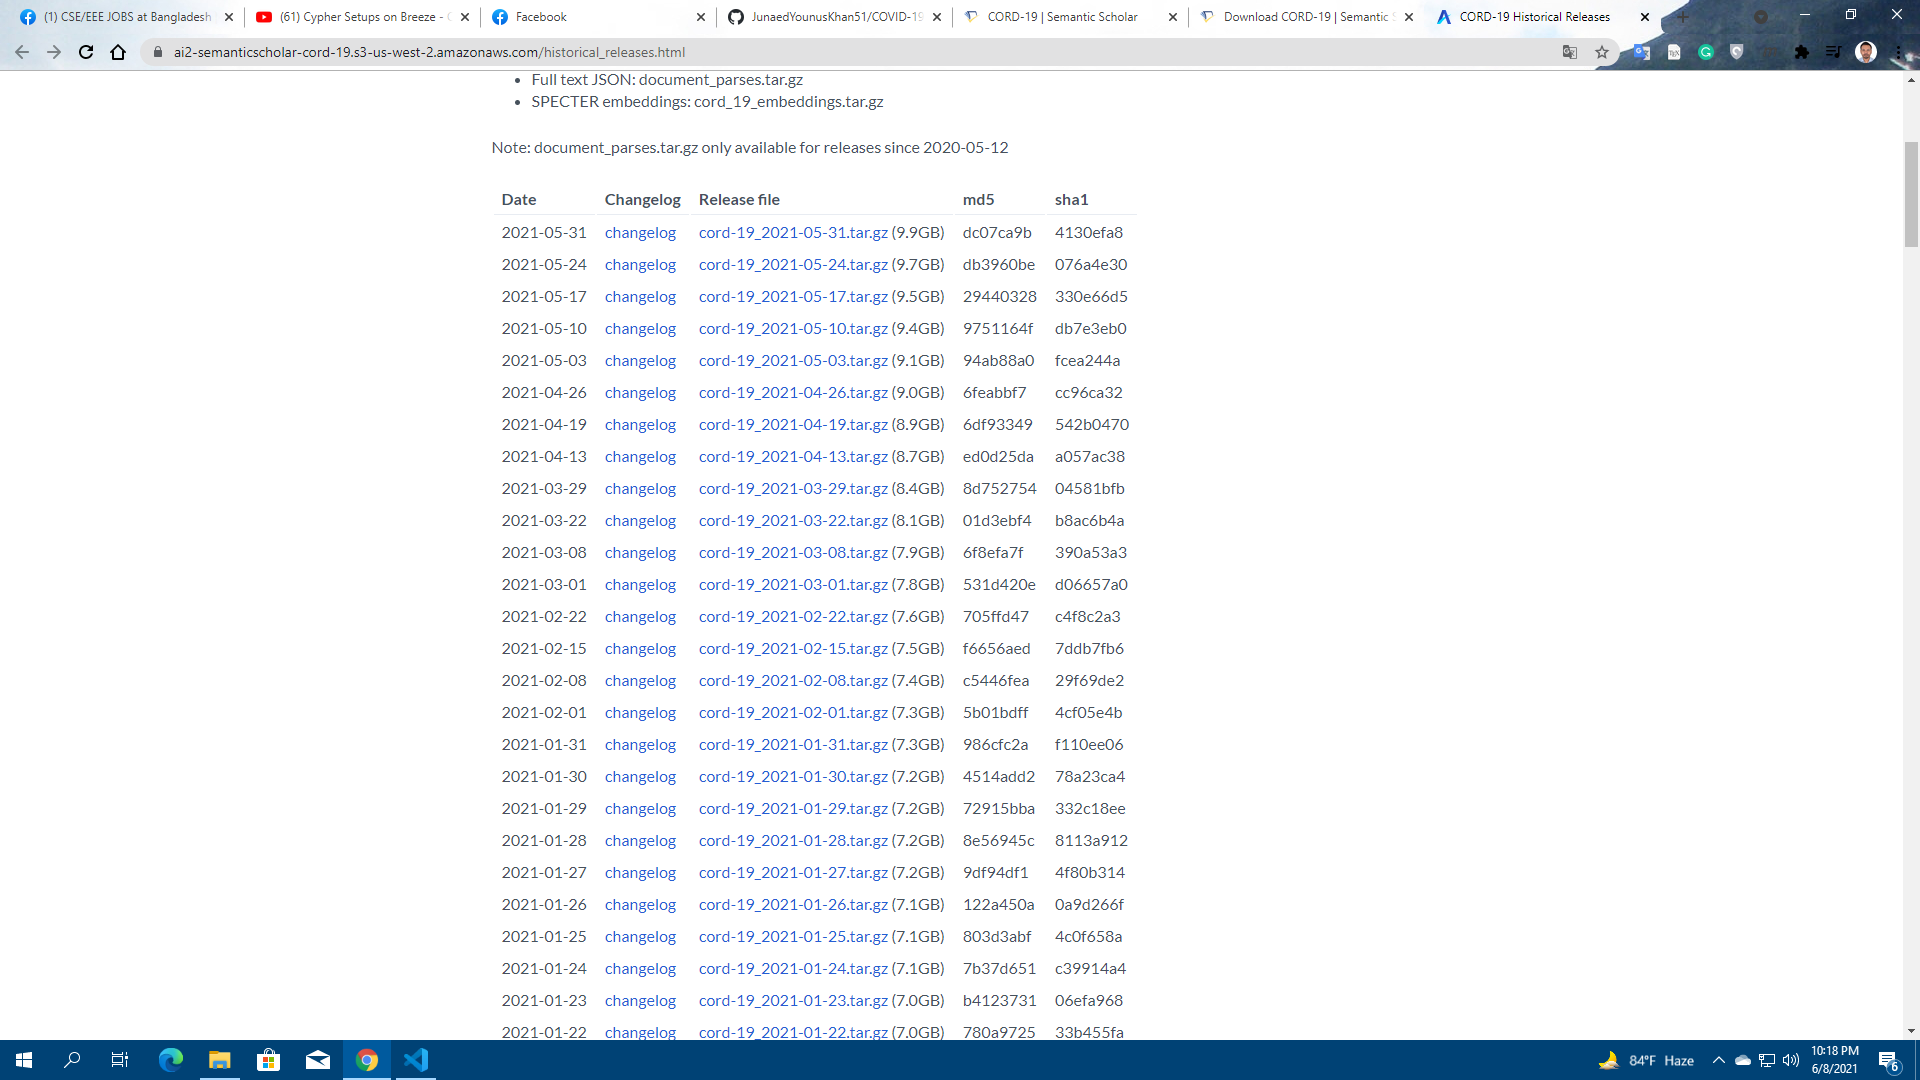 (1) CSE/EEE JOBS at Bangladesh
(61) Cypher Setups on Breeze -
Facebook
JunaedYounusKhan51/COVID-19
CORD-19 | Semantic Scholar
Download CORD-19 | Semantic S
CORD-19 Historical Releases
ai2-semanticscholar-cord-19.s3-us-west-2.amazonaws.com/historical_releases.html
Full text JSON: document_parses.tar.gz
SPECTER embeddings: cord_19_embeddings.tar.gz
Note: document_parses.tar.gz only available for releases since 2020-05-12
Date Changelog Release file md5 sha1
2021-05-31 changelog cord-19_2021-05-31.tar.gz (9.9GB) dc07ca9b 4130efa8
2021-05-24 changelog cord-19_2021-05-24.tar.gz (9.7GB) db3960be 076a4e30
2021-05-17 changelog cord-19_2021-05-17.tar.gz (9.5GB) 29440328 330e66d5
2021-05-10 changelog cord-19_2021-05-10.tar.gz (9.4GB) 9751164f db7e3eb0
2021-05-03 changelog cord-19_2021-05-03.tar.gz (9.1GB) 94ab88a0 fcea244a
2021-04-26 changelog cord-19_2021-04-26.tar.gz (9.0GB) 6feabbf7 cc96ca32
2021-04-19 changelog cord-19_2021-04-19.tar.gz (8.9GB) 6df93349 542b0470
2021-04-13 changelog cord-19_2021-04-13.tar.gz (8.7GB) ed0d25da a057ac38
2021-03-29 changelog cord-19_2021-03-29.tar.gz (8.4GB) 8d752754 04581bfb
2021-03-22 changelog cord-19_2021-03-22.tar.gz (8.1GB) 01d3ebf4 b8ac6b4a
2021-03-08 changelog cord-19_2021-03-08.tar.gz (7.9GB) 6f8efa7f 390a53a3
2021-03-01 changelog cord-19_2021-03-01.tar.gz (7.8GB) 531d420e d06657a0
2021-02-22 changelog cord-19_2021-02-22.tar.gz (7.6GB) 705ffd47 c4f8c2a3
2021-02-15 changelog cord-19_2021-02-15.tar.gz (7.5GB) f6656aed 7ddb7fb6
2021-02-08 changelog cord-19_2021-02-08.tar.gz (7.4GB) c5446fea 29f69de2
2021-02-01 changelog cord-19_2021-02-01.tar.gz (7.3GB) 5b01bdff 4cf05e4b
2021-01-31 changelog cord-19_2021-01-31.tar.gz (7.3GB) 986cfc2a f110ee06
2021-01-30 changelog cord-19_2021-01-30.tar.gz (7.2GB) 4514add2 78a23ca4
2021-01-29 changelog cord-19_2021-01-29.tar.gz (7.2GB) 72915bba 332c18ee
2021-01-28 changelog cord-19_2021-01-28.tar.gz (7.2GB) 8e56945c 8113a912
2021-01-27 changelog cord-19_2021-01-27.tar.gz (7.2GB) 9df94df1 4f80b314
2021-01-26 changelog cord-19_2021-01-26.tar.gz (7.1GB) 122a450a 0a9d266f
2021-01-25 changelog cord-19_2021-01-25.tar.gz (7.1GB) 803d3abf 4c0f658a
2021-01-24 changelog cord-19_2021-01-24.tar.gz (7.1GB) 7b37d651 c39914a4
2021-01-23 changelog cord-19_2021-01-23.tar.gz (7.0GB) b4123731 06efa968
2021-01-22 changelog cord-19_2021-01-22.tar.gz (7.0GB) 780a9725 33b455fa
84°F Haze
10:18 PM
6/8/2021
6